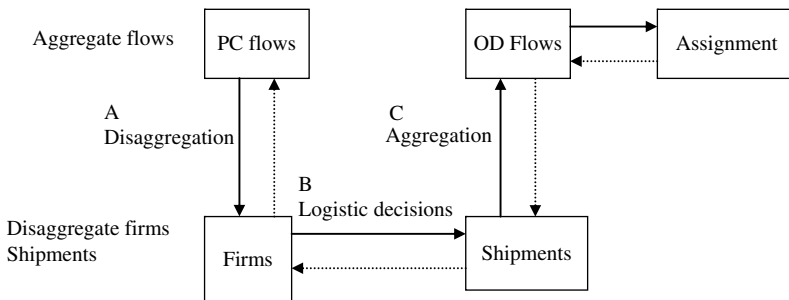 Aggregate flows
PC flows
OD Flows
Assignment
A
Disaggregation
C
Aggregation
B
Logistic decisions
Disaggregate firms
Shipments
Firms
Shipments